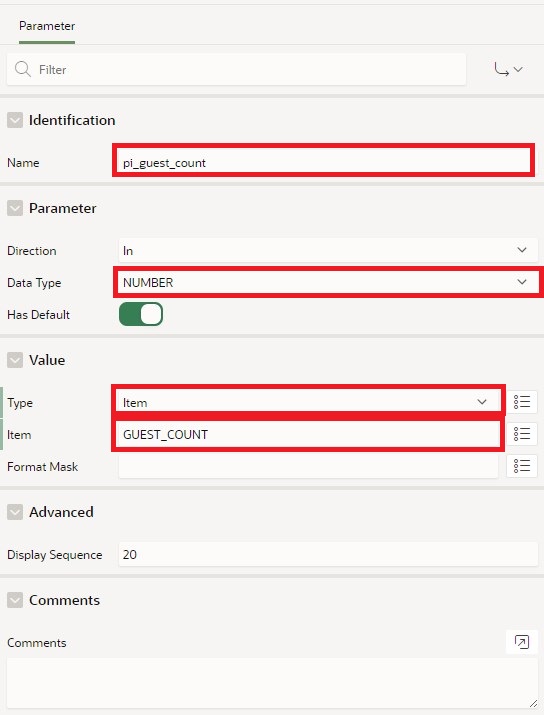 Parameter
Filter
Identification
Name pi_guest_count
Parameter
Direction In
Data Type NUMBER
Has Default
Value
Type Item
Item GUEST_COUNT
Format Mask
Advanced
Display Sequence 20
Comments
Comments